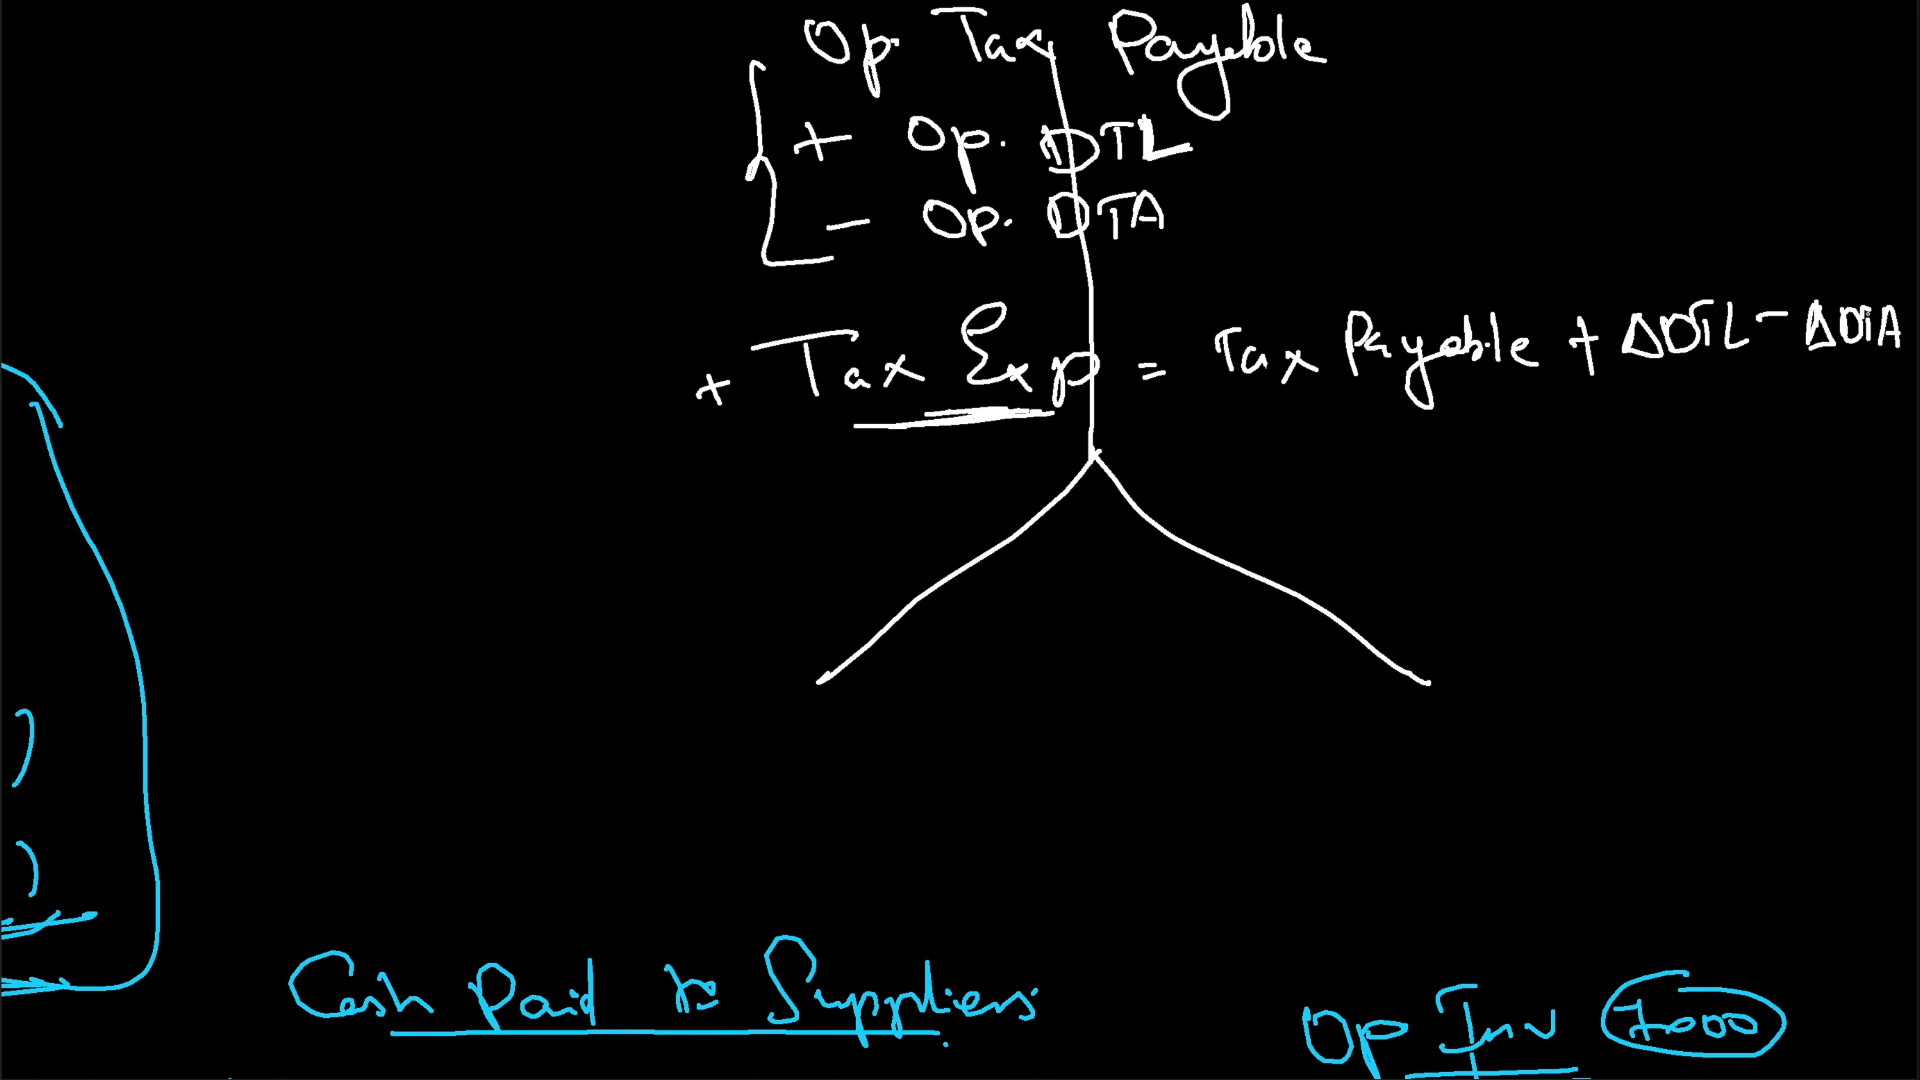 Op. Tax Payable
+ Op. DTL
- Op. DTA
+ Tax Exp = Tax Payable + ΔDTL - ΔDTA
Cash Paid to Suppliers
Op Inv 7000